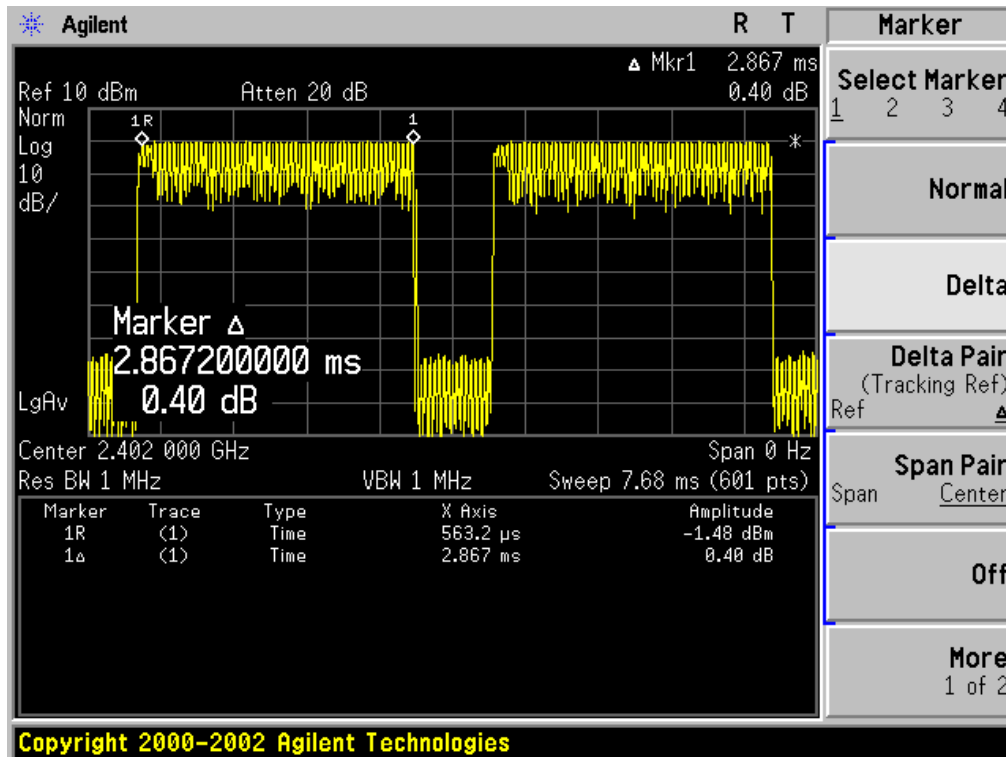 Agilent
R T
Marker
Δ Mkr1 2.867 ms
Ref 10 dBm Atten 20 dB 0.40 dB
Norm
Log
10
dB/
1R
1
*
Marker Δ
2.867200000 ms
0.40 dB
LgAv
Center 2.402 000 GHz Span 0 Hz
Res BW 1 MHz VBW 1 MHz Sweep 7.68 ms (601 pts)
Marker Trace Type X Axis Amplitude
1R (1) Time 563.2 µs -1.48 dBm
1Δ (1) Time 2.867 ms 0.40 dB
Select Marker
1 2 3 4
Normal
Delta
Delta Pair
(Tracking Ref)
Ref Δ
Span Pair
Span Center
Off
More
1 of 2
Copyright 2000-2002 Agilent Technologies